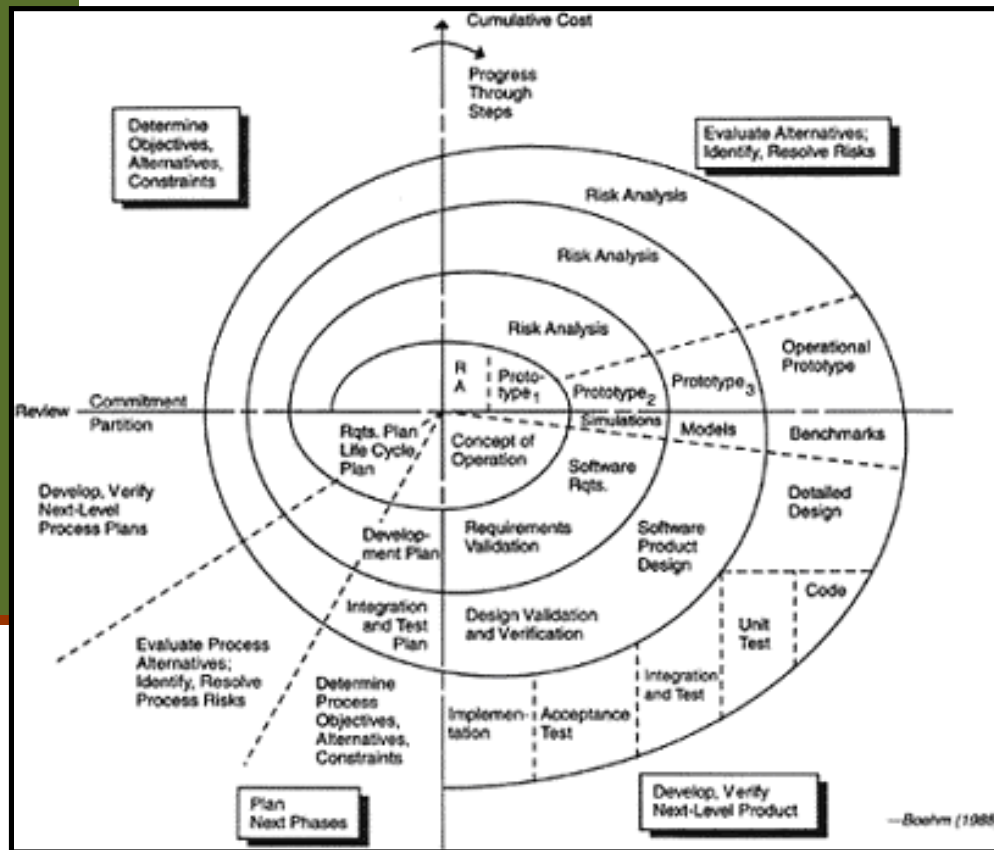 Cumulative Cost
Progress
Through
Steps
Determine
Objectives,
Alternatives,
Constraints
Evaluate Alternatives;
Identify, Resolve Risks
Risk Analysis
Risk Analysis
Risk Analysis
R
A
Proto-
type1
Prototype2
Prototype3
Operational
Prototype
Review
Commitment
Partition
Simulations
Models
Benchmarks
Rqts. Plan
Life Cycle
Plan
Concept of
Operation
Software
Rqts.
Detailed
Design
Develop, Verify
Next-Level
Process Plans
Develop-
ment Plan
Requirements
Validation
Software
Product
Design
Code
Unit
Test
Integration
and Test
Plan
Design Validation
and Verification
Evaluate Process
Alternatives;
Identify, Resolve
Process Risks
Determine
Process
Objectives,
Alternatives,
Constraints
Implemen-
tation
Acceptance
Test
Integration
and Test
Plan
Next Phases
Develop, Verify
Next-Level Product
—Boehm (1988